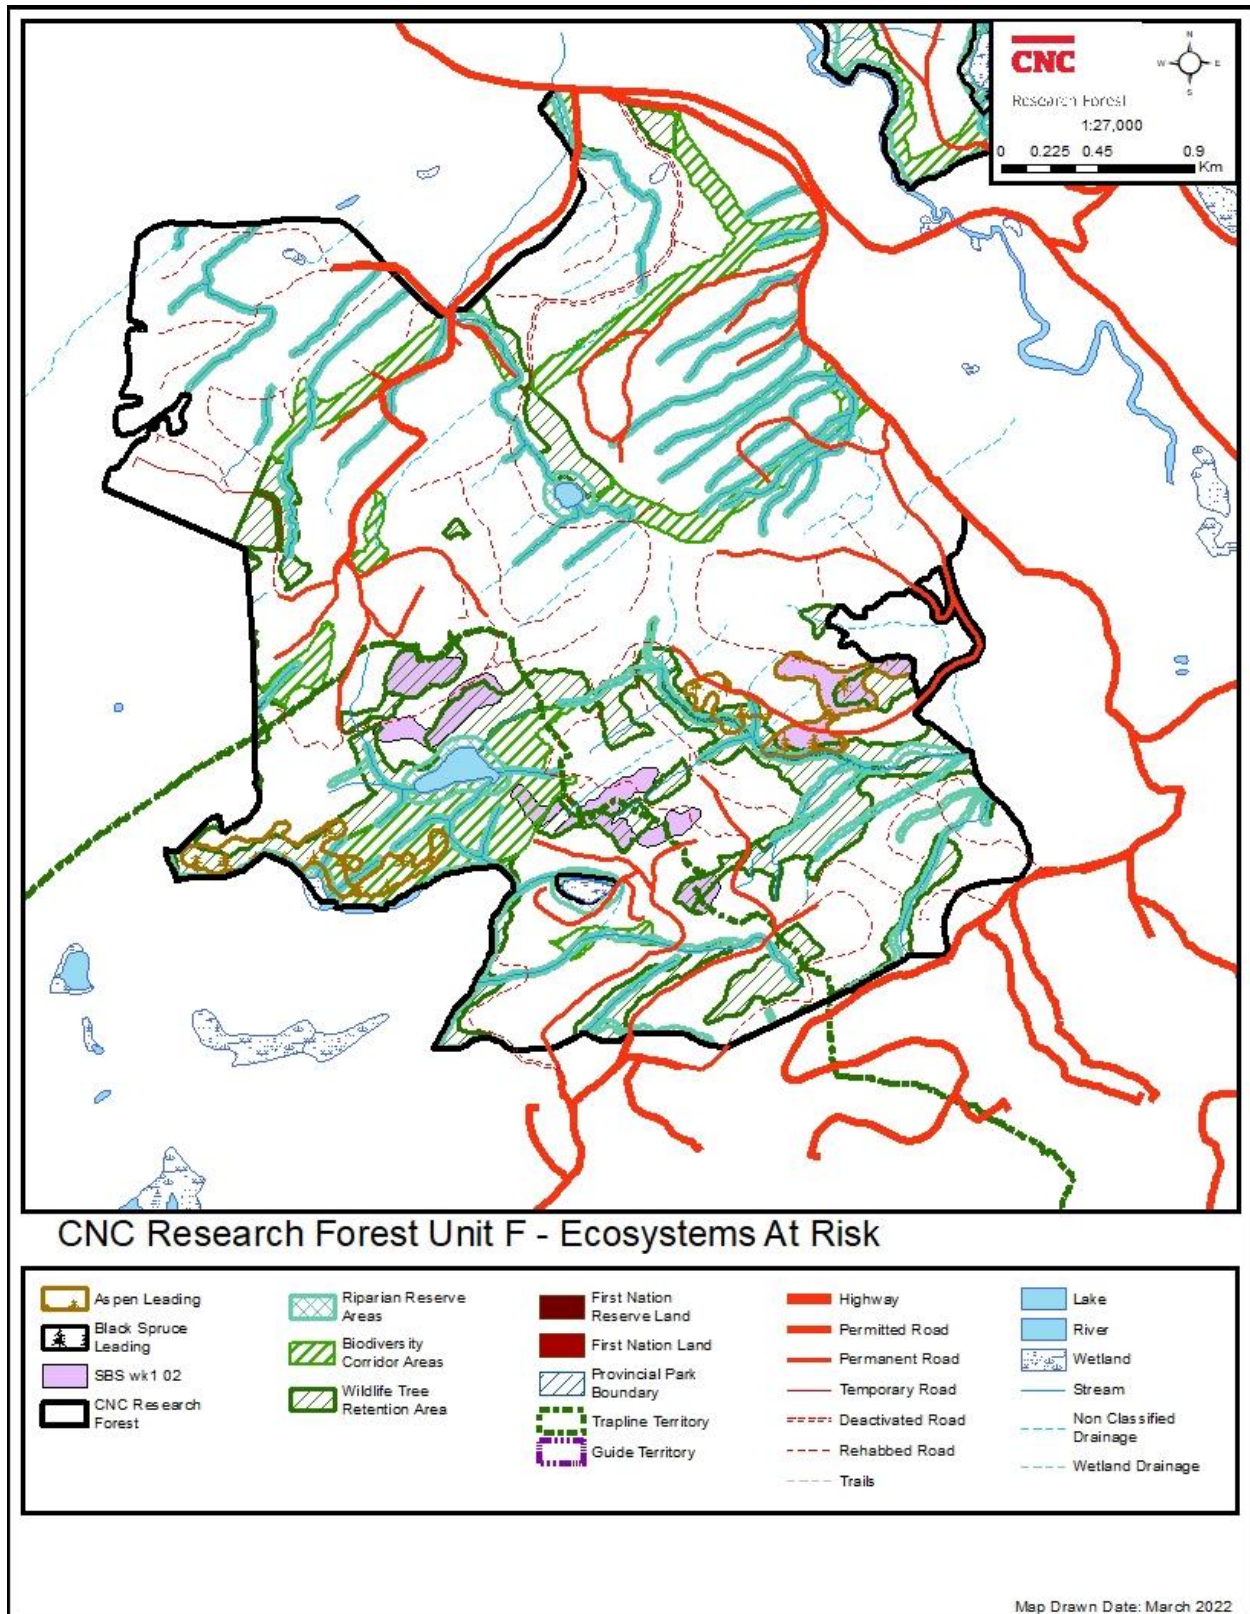 CNC
Research Forest
N
W E
S
1:27,000
0 0.225 0.45 0.9
Km
CNC Research Forest Unit F - Ecosystems At Risk
Aspen Leading
Black Spruce
Leading
SBS wk1 02
CNC Research
Forest
Riparian Reserve
Areas
Biodiversity
Corridor Areas
Wildlife Tree
Retention Area
First Nation
Reserve Land
First Nation Land
Provincial Park
Boundary
Trapline Territory
Guide Territory
Highway
Permitted Road
Permanent Road
Temporary Road
Deactivated Road
Rehabbed Road
Trails
Lake
River
Wetland
Stream
Non Classified
Drainage
Wetland Drainage
Map Drawn Date: March 2022